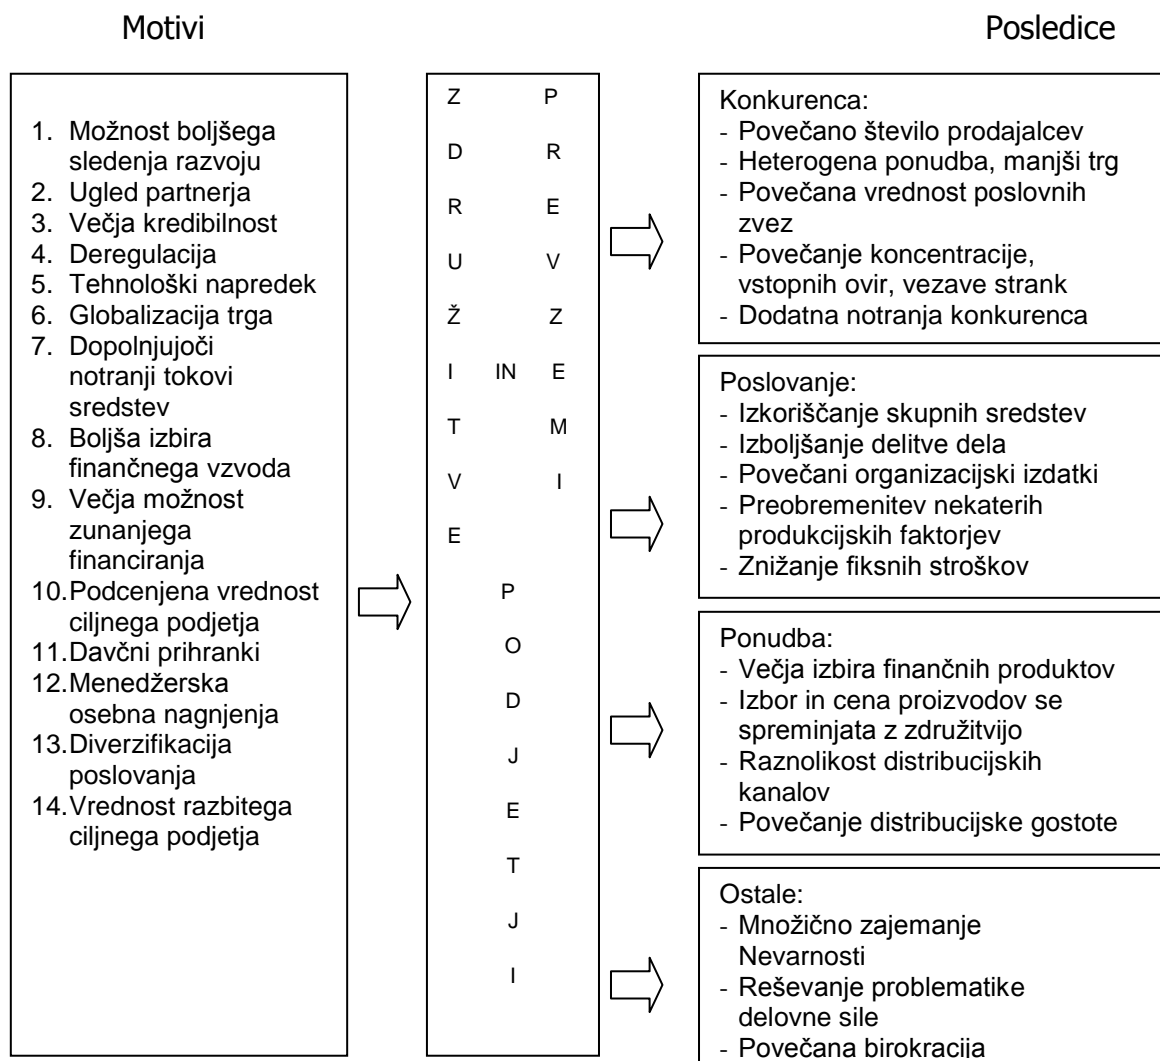 Motivi
Posledice
1. Možnost boljšega
sledenja razvoju
2. Ugled partnerja
3. Večja kredibilnost
4. Deregulacija
5. Tehnološki napredek
6. Globalizacija trga
7. Dopolnjujoči
notranji tokovi
sredstev
8. Boljša izbira
finančnega vzvoda
9. Večja možnost
zunanjega
financiranja
10.Podcenjena vrednost
ciljnega podjetja
11.Davčni prihranki
12.Menedžerska
osebna nagnjenja
13.Diverzifikacija
poslovanja
14.Vrednost razbitega
ciljnega podjetja
Z P
D R
R E
U V
Ž Z
I IN E
T M
V I
E
P
O
D
J
E
T
J
I
Konkurenca:
- Povečano število prodajalcev
- Heterogena ponudba, manjši trg
- Povečana vrednost poslovnih
zvez
- Povečanje koncentracije,
vstopnih ovir, vezave strank
- Dodatna notranja konkurenca
Poslovanje:
- Izkoriščanje skupnih sredstev
- Izboljšanje delitve dela
- Povečani organizacijski izdatki
- Preobremenitev nekaterih
produkcijskih faktorjev
- Znižanje fiksnih stroškov
Ponudba:
- Večja izbira finančnih produktov
- Izbor in cena proizvodov se
spreminjata z združitvijo
- Raznolikost distribucijskih
kanalov
- Povečanje distribucijske gostote
Ostale:
- Množično zajemanje
Nevarnosti
- Reševanje problematike
delovne sile
- Povečana birokracija